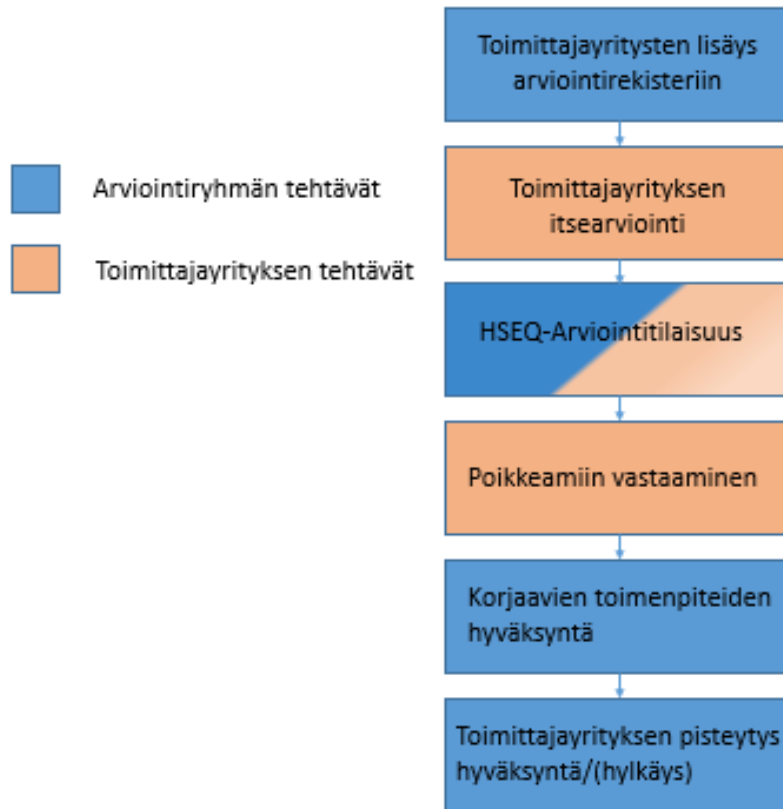 Toimittajayritysten lisäys
arviointirekisteriin
Arviointiryhmän tehtävät
Toimittajayrityksen tehtävät
Toimittajayrityksen
itsearviointi
HSEQ-Arviointitilaisuus
Poikkeamiin vastaaminen
Korjaavien toimenpiteiden
hyväksyntä
Toimittajayrityksen pisteytys
hyväksyntä/(hylkäys)